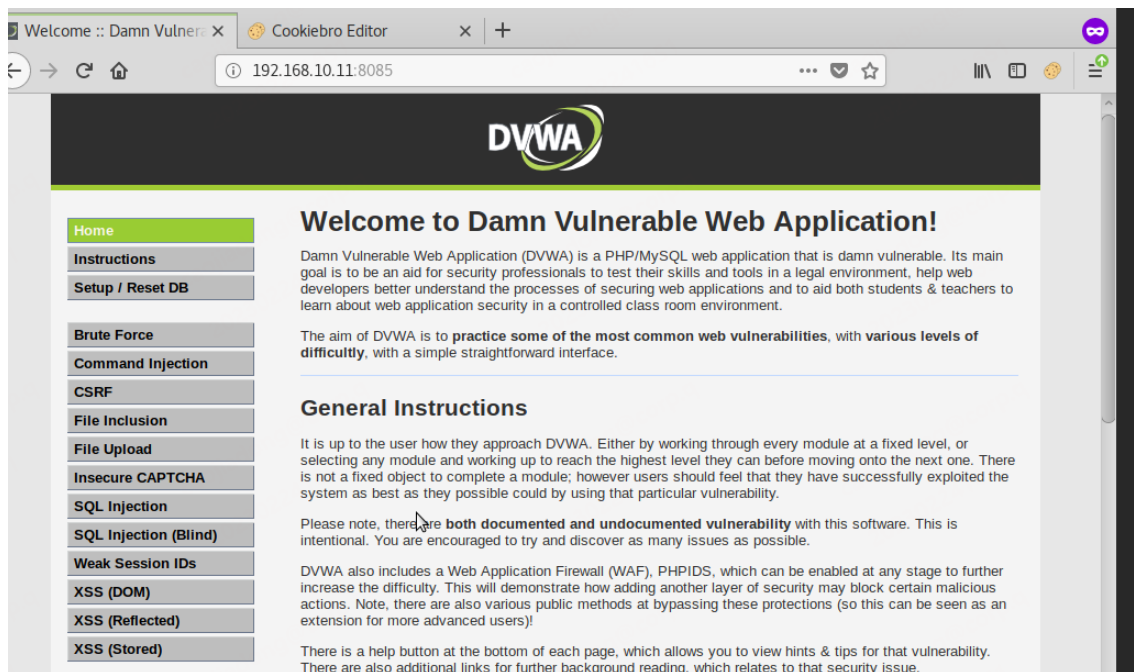 Welcome :: Damn Vulnera
Cookiebro Editor
192.168.10.11:8085
DVWA
Home
Instructions
Setup / Reset DB
Brute Force
Command Injection
CSRF
File Inclusion
File Upload
Insecure CAPTCHA
SQL Injection
SQL Injection (Blind)
Weak Session IDs
XSS (DOM)
XSS (Reflected)
XSS (Stored)
Welcome to Damn Vulnerable Web Application!
Damn Vulnerable Web Application (DVWA) is a PHP/MySQL web application that is damn vulnerable. Its main
goal is to be an aid for security professionals to test their skills and tools in a legal environment, help web
developers better understand the processes of securing web applications and to aid both students & teachers to
learn about web application security in a controlled class room environment.
The aim of DVWA is to practice some of the most common web vulnerabilities, with various levels of
difficultly, with a simple straightforward interface.
General Instructions
It is up to the user how they approach DVWA. Either by working through every module at a fixed level, or
selecting any module and working up to reach the highest level they can before moving onto the next one. There
is not a fixed object to complete a module; however users should feel that they have successfully exploited the
system as best as they possible could by using that particular vulnerability.
Please note, there are both documented and undocumented vulnerability with this software. This is
intentional. You are encouraged to try and discover as many issues as possible.
DVWA also includes a Web Application Firewall (WAF), PHPIDS, which can be enabled at any stage to further
increase the difficulty. This will demonstrate how adding another layer of security may block certain malicious
actions. Note, there are also various public methods at bypassing these protections (so this can be seen as an
extension for more advanced users)!
There is a help button at the bottom of each page, which allows you to view hints & tips for that vulnerability.
There are also additional links for further background reading, which relates to that security issue.